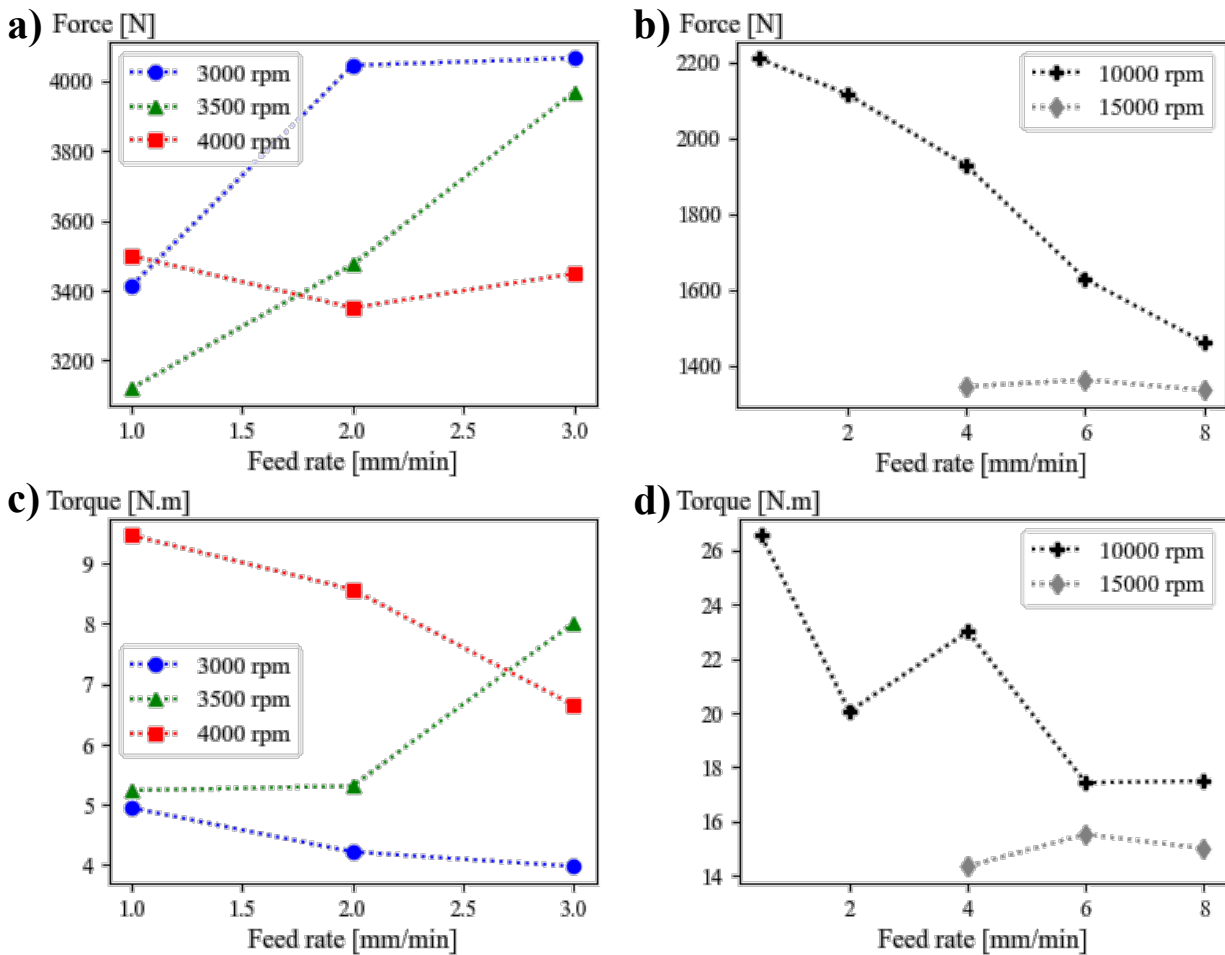 a)
Force [N]
3000 rpm
3500 rpm
4000 rpm
4000
3800
3600
3400
3200
1.0 1.5 2.0 2.5 3.0
Feed rate [mm/min]
b)
Force [N]
10000 rpm
15000 rpm
2200
2000
1800
1600
1400
2 4 6 8
Feed rate [mm/min]
c)
Torque [N.m]
3000 rpm
3500 rpm
4000 rpm
9
8
7
6
5
4
1.0 1.5 2.0 2.5 3.0
Feed rate [mm/min]
d)
Torque [N.m]
10000 rpm
15000 rpm
26
24
22
20
18
16
14
2 4 6 8
Feed rate [mm/min]